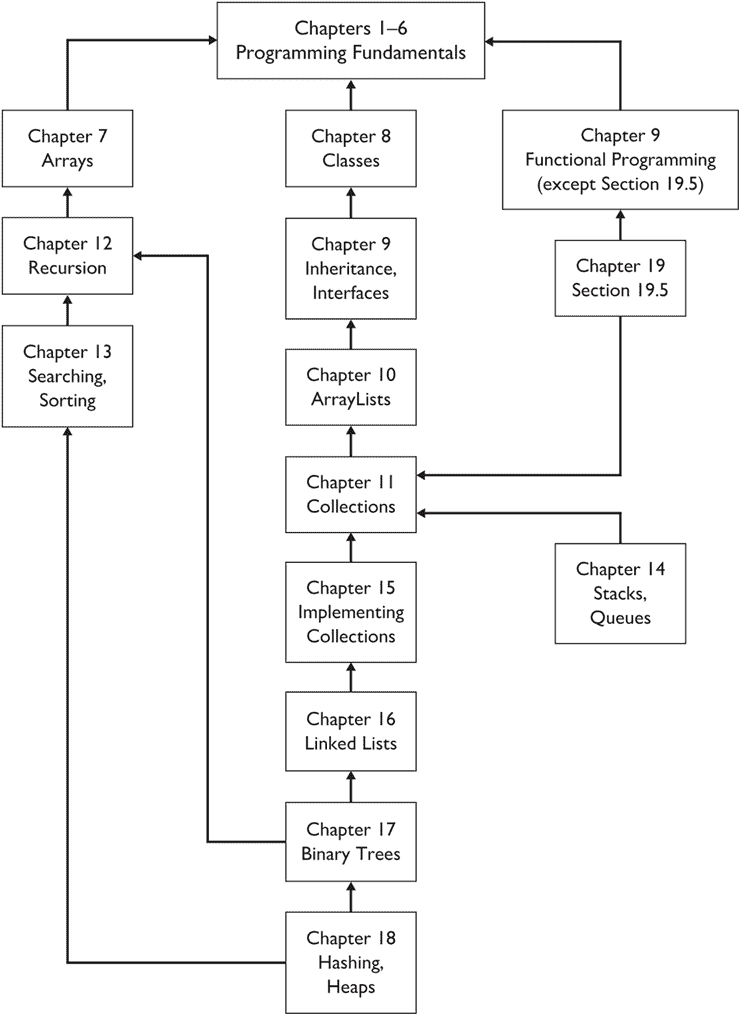 Chapters 1–6
Programming Fundamentals
Chapter 7
Arrays
Chapter 8
Classes
Chapter 9
Functional Programming
(except Section 19.5)
Chapter 12
Recursion
Chapter 9
Inheritance,
Interfaces
Chapter 19
Section 19.5
Chapter 13
Searching,
Sorting
Chapter 10
ArrayLists
Chapter 11
Collections
Chapter 14
Stacks,
Queues
Chapter 15
Implementing
Collections
Chapter 16
Linked Lists
Chapter 17
Binary Trees
Chapter 18
Hashing,
Heaps